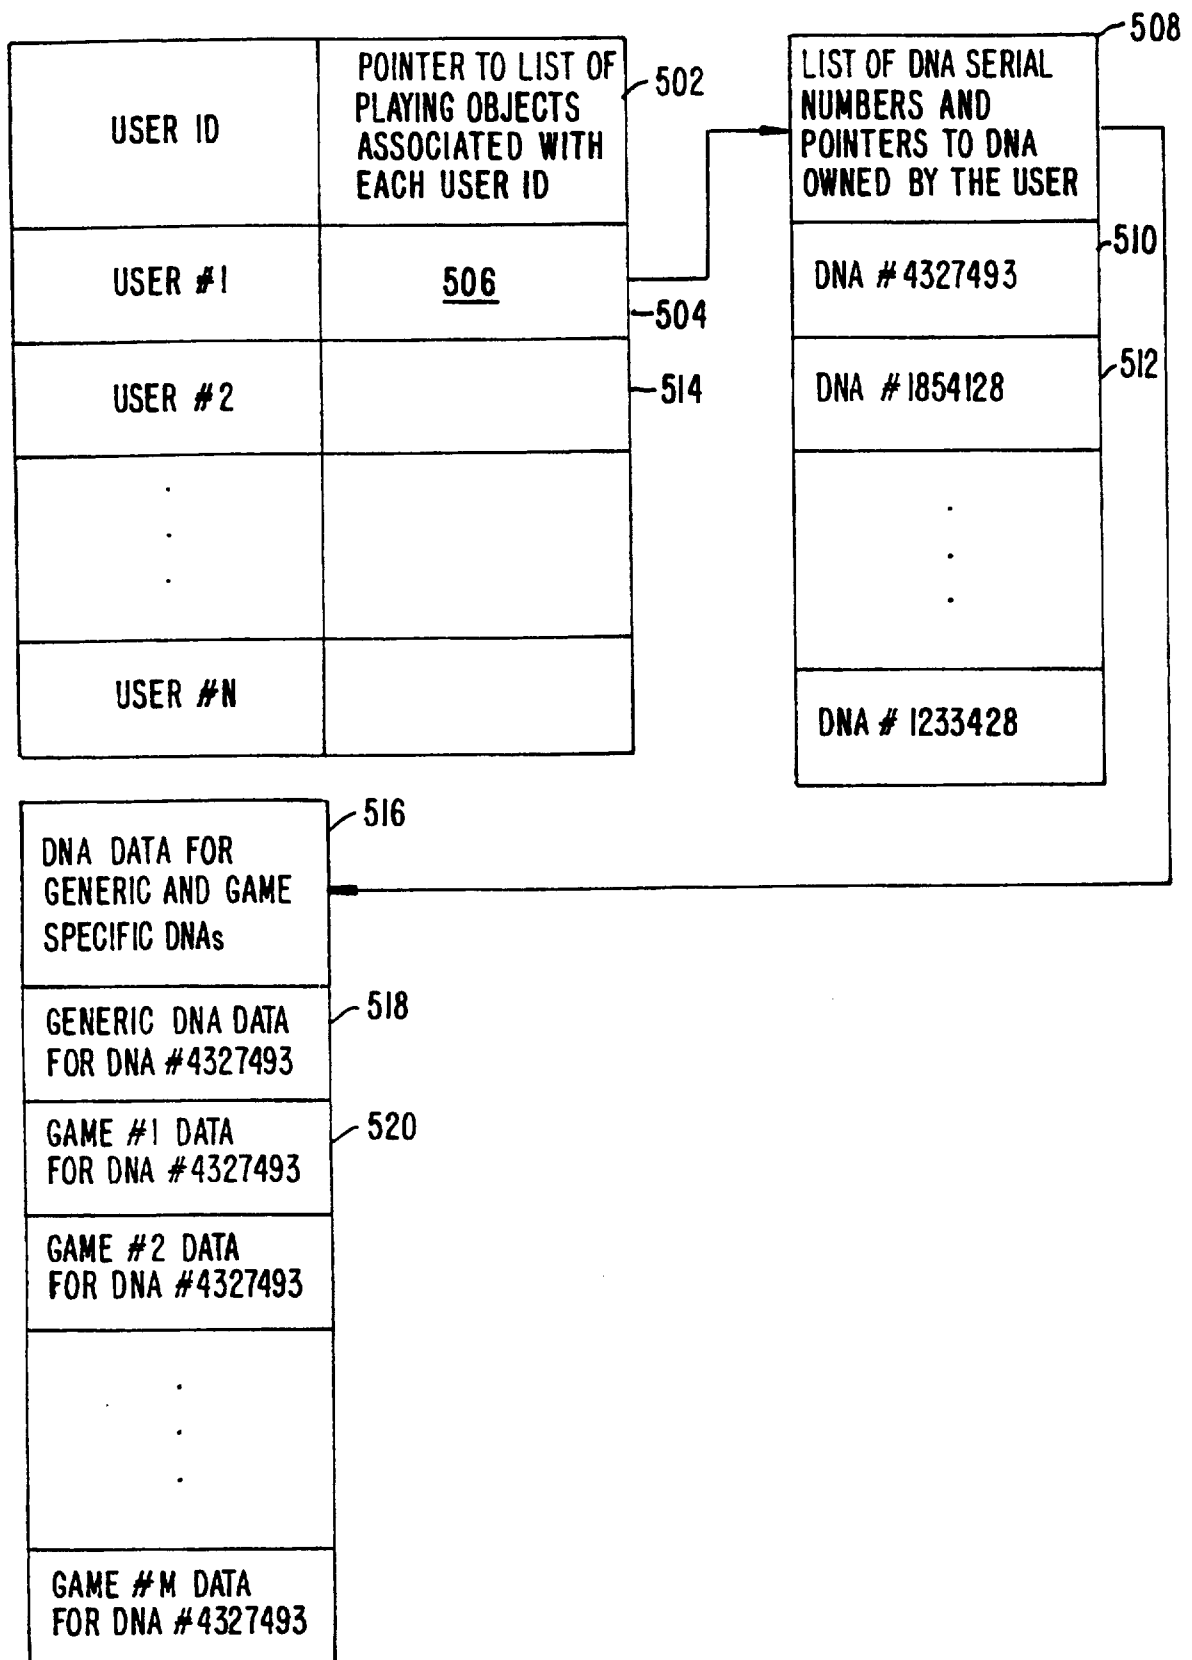 USER ID
POINTER TO LIST OF
PLAYING OBJECTS
ASSOCIATED WITH
EACH USER ID
502
USER #1
506
504
USER #2
514
.
.
.
USER #N
508
LIST OF DNA SERIAL
NUMBERS AND
POINTERS TO DNA
OWNED BY THE USER
510
DNA #4327493
512
DNA #1854128
.
.
.
DNA #1233428
516
DNA DATA FOR
GENERIC AND GAME
SPECIFIC DNAs
518
GENERIC DNA DATA
FOR DNA #4327493
520
GAME #1 DATA
FOR DNA #4327493
GAME #2 DATA
FOR DNA #4327493
.
.
.
GAME #M DATA
FOR DNA #4327493